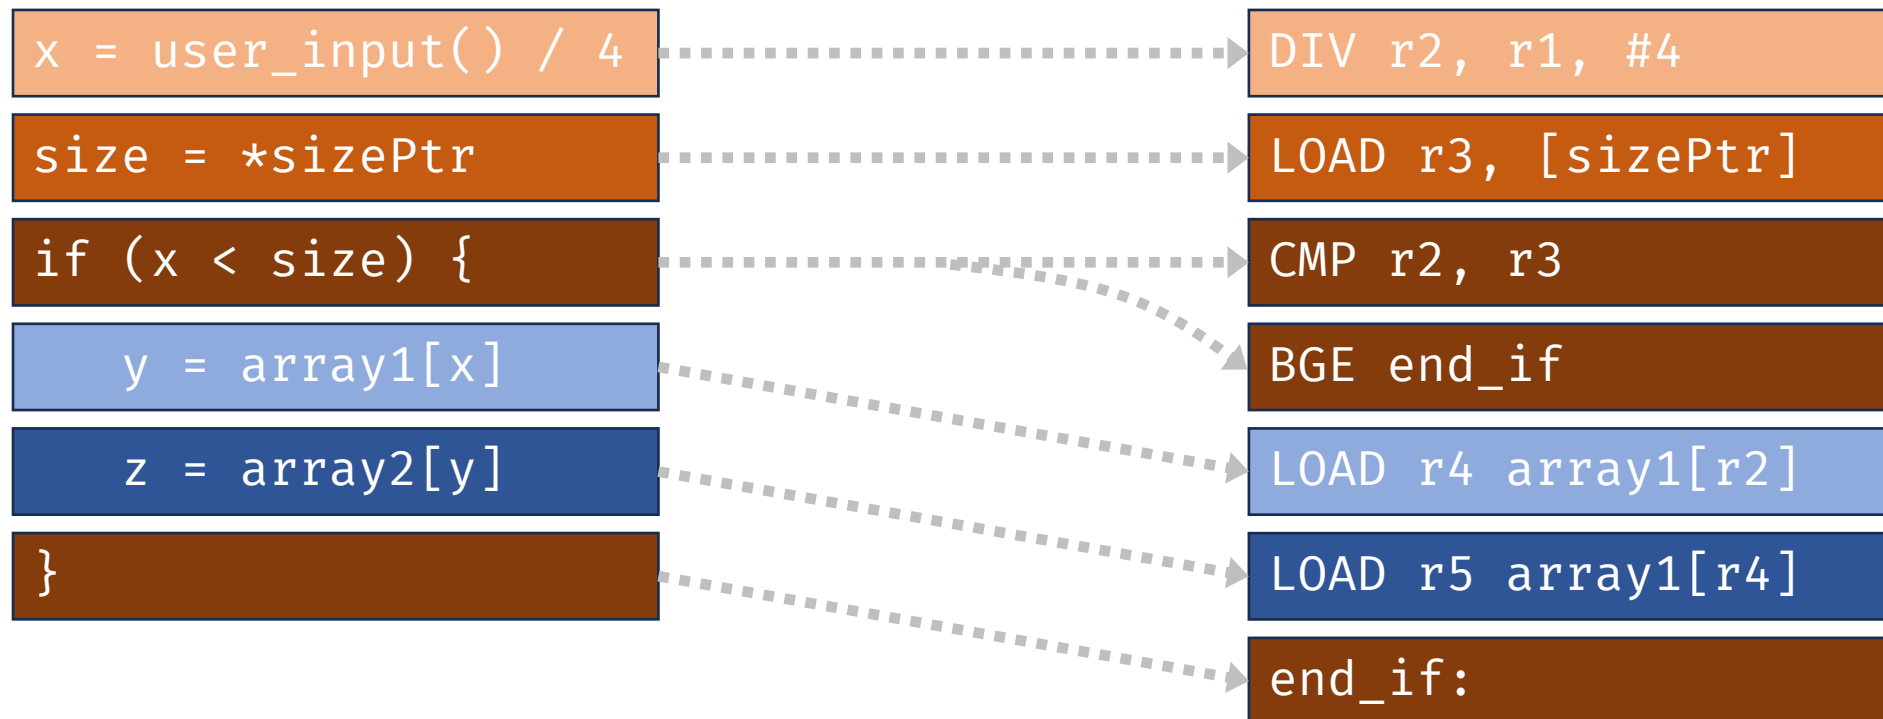 x = user_input() / 4
size = *sizePtr
if (x < size) {
y = array1[x]
z = array2[y]
}
DIV r2, r1, #4
LOAD r3, [sizePtr]
CMP r2, r3
BGE end_if
LOAD r4 array1[r2]
LOAD r5 array1[r4]
end_if: